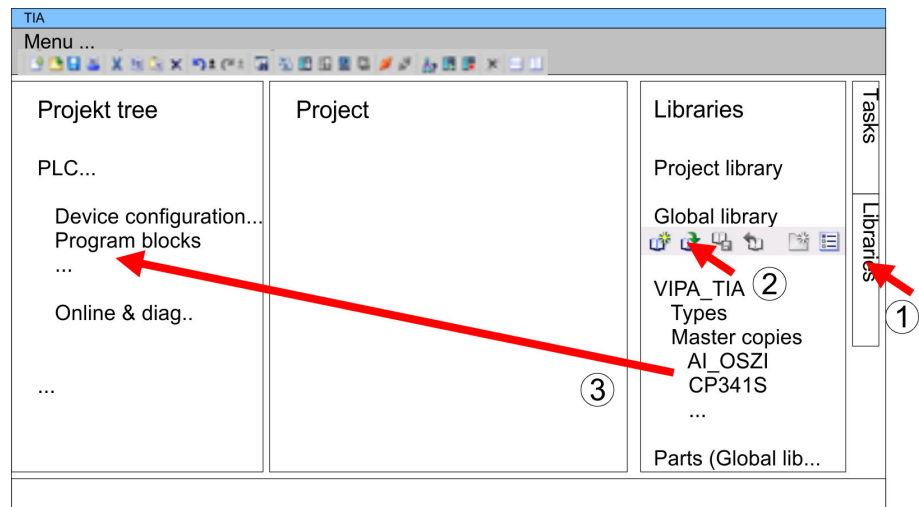 TIA
Menu ...
Projekt tree
PLC...
Device configuration...
Program blocks
...
Online & diag..
...
Project
③
Libraries
Project library
Global library
②
VIPA_TIA
Types
Master copies
AI_OSZI
CP341S
...
Parts (Global lib...
Tasks
Libraries
①